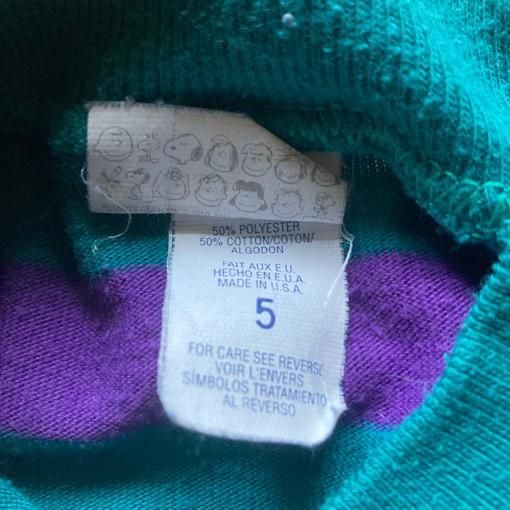 50% POLYESTER
50% COTTON/COTON/
ALGODON
FAIT AUX E.U.
HECHO EN E.U.A.
MADE IN U.S.A.
5
FOR CARE SEE REVERSE
VOIR L'ENVERS
SÍMBOLOS TRATAMIENTO
AL REVERSO